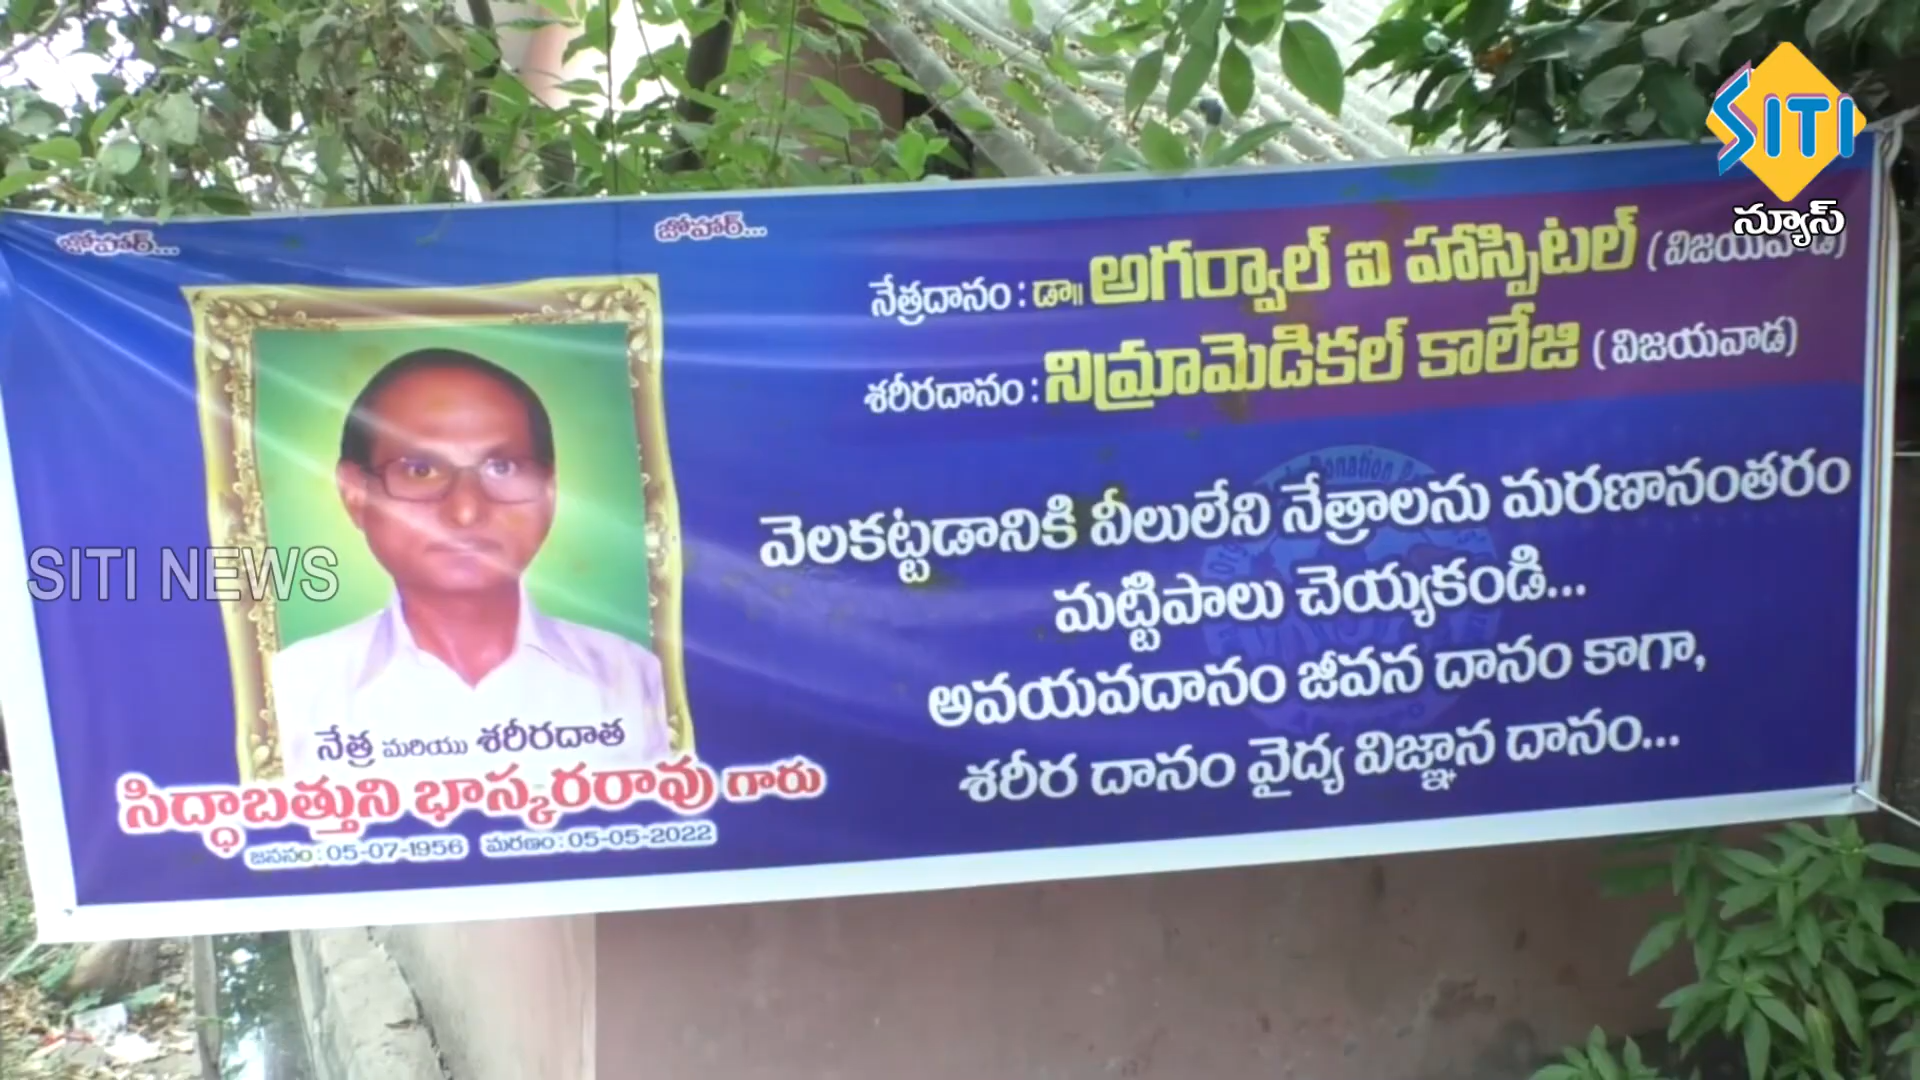 SITI
న్యూస్
జోహార్... జోహార్...
నేత్రదానం : డా॥ అగర్వాల్ ఐ హాస్పిటల్ (విజయవాడ)
శరీరదానం : నిమ్రామెడికల్ కాలేజి (విజయవాడ)
వెలకట్టడానికి వీలులేని నేత్రాలను మరణానంతరం
మట్టిపాలు చెయ్యకండి...
అవయవదానం జీవన దానం కాగా,
శరీర దానం వైద్య విజ్ఞాన దానం...
SITI NEWS
నేత్ర మరియు శరీరదాత
సిద్ధాబత్తుని భాస్కరరావు గారు
జననం : 05-07-1956 మరణం : 05-05-2022